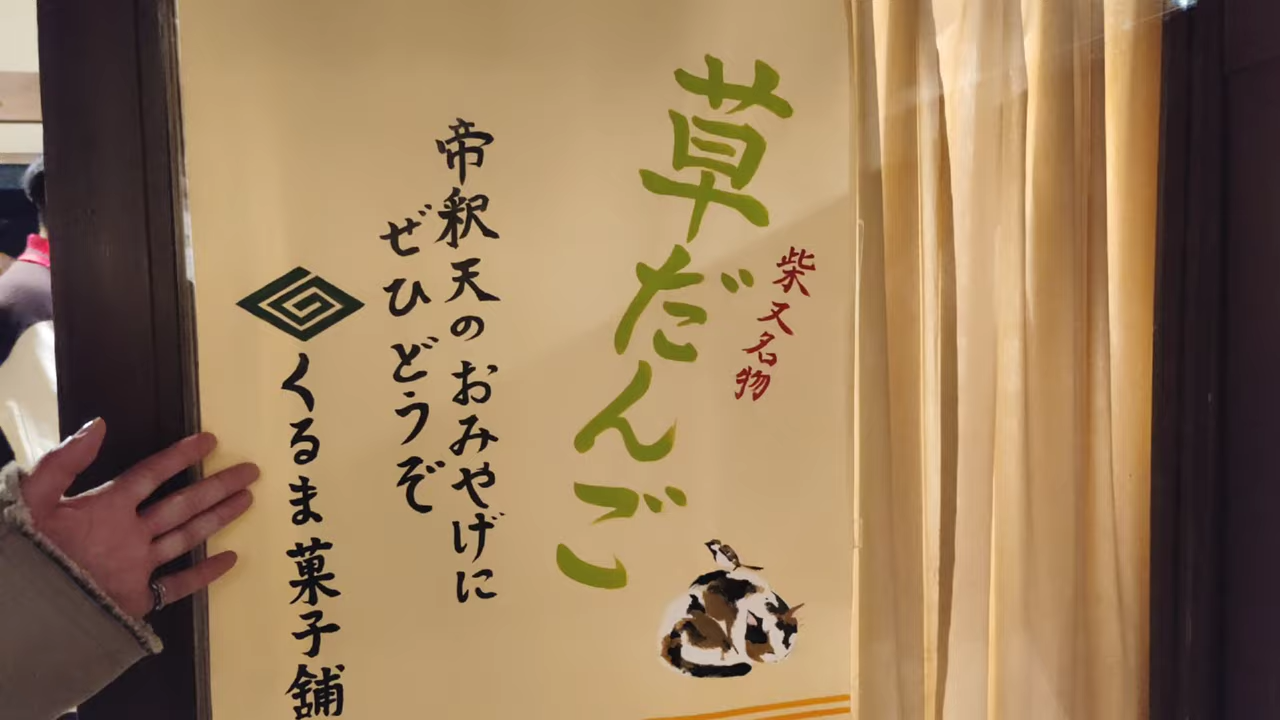 柴又名物
草だんご
帝釈天のおみやげに
ぜひどうぞ
くるま菓子舗